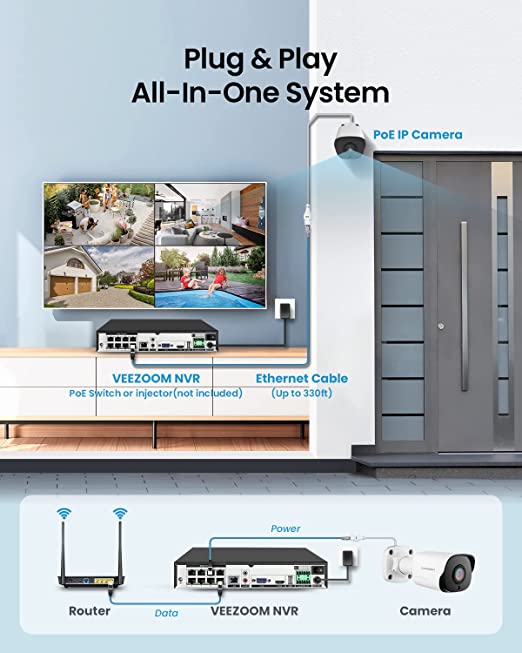 Plug & Play
All-In-One System
PoE IP Camera
VEEZOOM NVR
PoE Switch or injector(not included)
Ethernet Cable
(Up to 330ft)
Power
Data
Router
VEEZOOM NVR
Camera